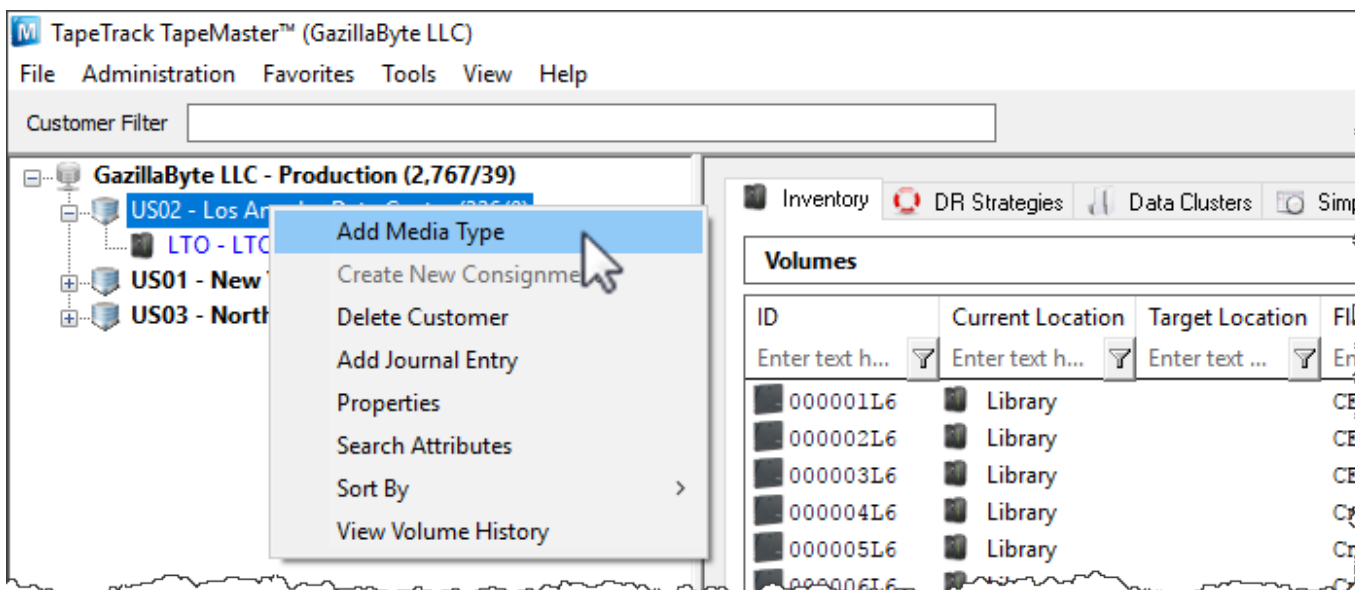 TapeTrack TapeMaster™ (GazillaByte LLC)
File Administration Favorites Tools View Help
Customer Filter
GazillaByte LLC - Production (2,767/39)
US02 - Los
LTO - LTO
US01 - New
US03 - North
Add Media Type
Create New
Delete Customer
Add Journal Entry
Properties
Search Attributes
Sort By
View Volume History
Inventory DR Strategies Data Clusters
Volumes
ID Current Location Target Location
Enter text h... Enter text h... Enter text ...
000001L6 Library
000002L6 Library
000003L6 Library
000004L6 Library
000005L6 Library